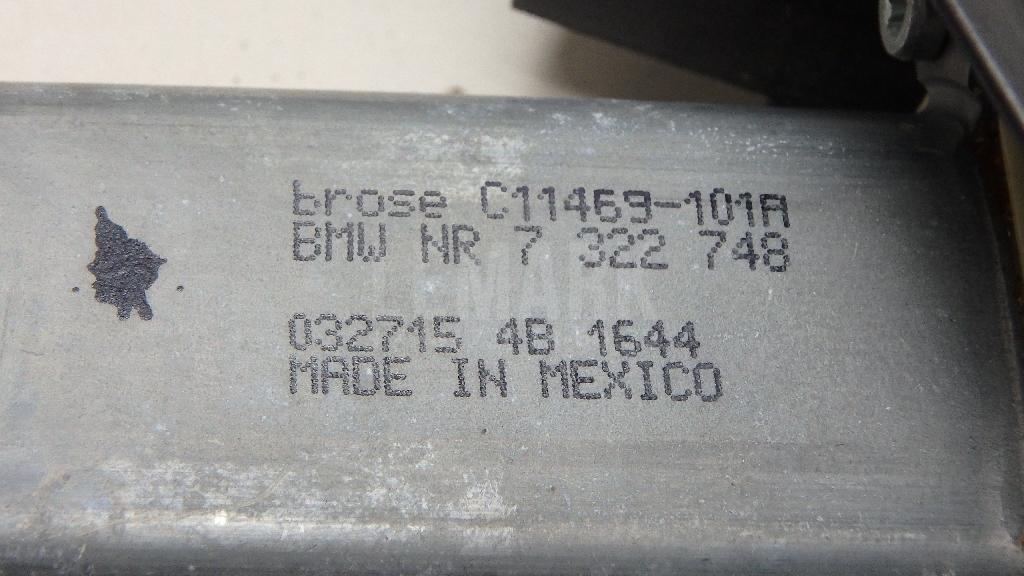 brose C11469-101A
BMW NR 7 322 748
032715 4B 1644
MADE IN MEXICO